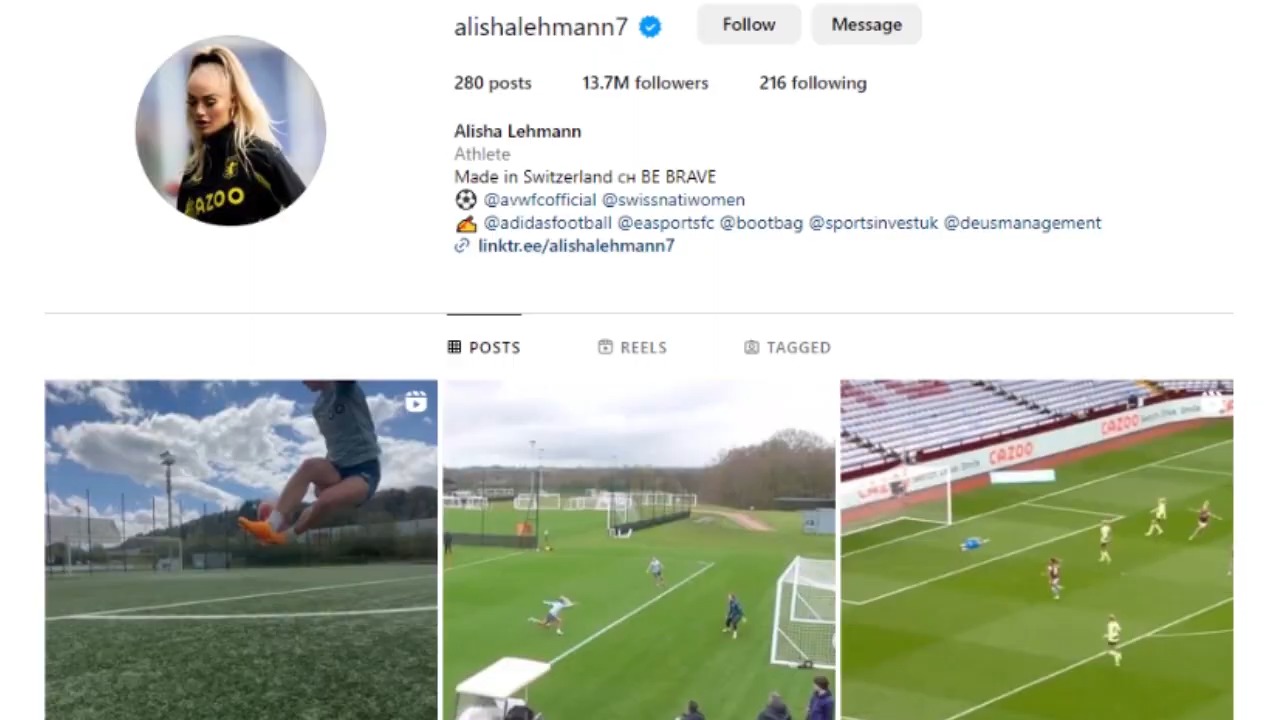 alishalehmann7 Follow Message
280 posts 13.7M followers 216 following
Alisha Lehmann
Athlete
Made in Switzerland CH BE BRAVE
@avwfcofficial @swissnatiwomen
@adidasfootball @easportsfc @bootbag @sportsinvestuk @deusmanagement
linktr.ee/alishalehmann7
AZOO
POSTS REELS TAGGED
CAZOO
CAZOO